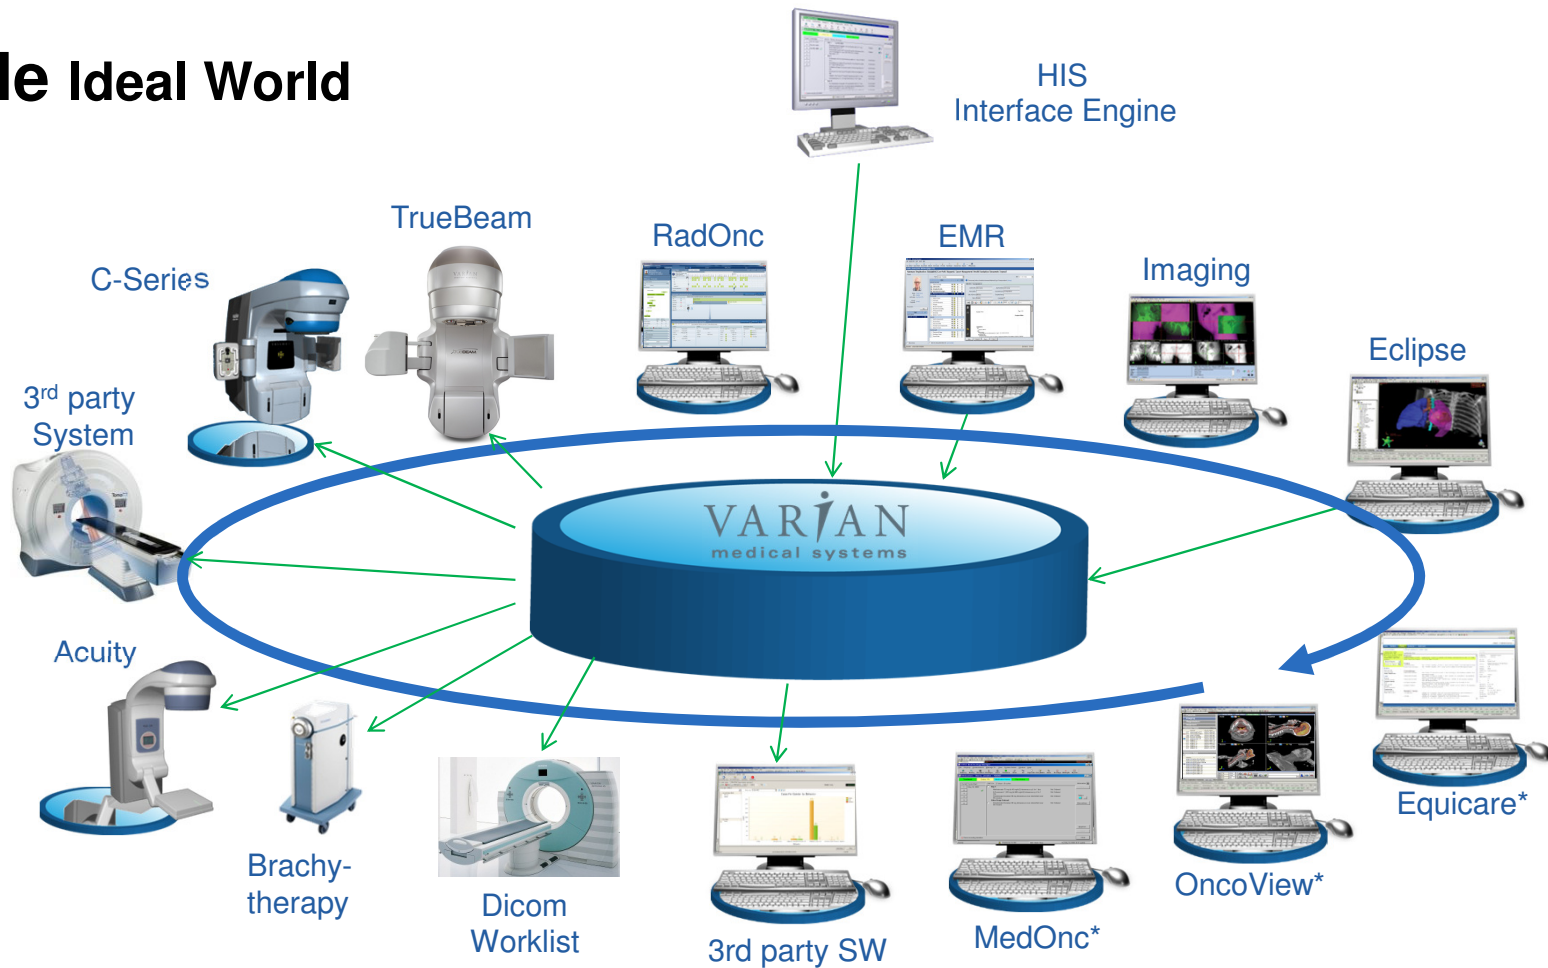 le Ideal World
HIS
Interface Engine
TrueBeam
RadOnc
EMR
Imaging
C-Series
Eclipse
3rd party
System
VARIAN
medical systems
Acuity
Equicare*
Brachy-
therapy
OncoView*
Dicom
Worklist
3rd party SW
MedOnc*